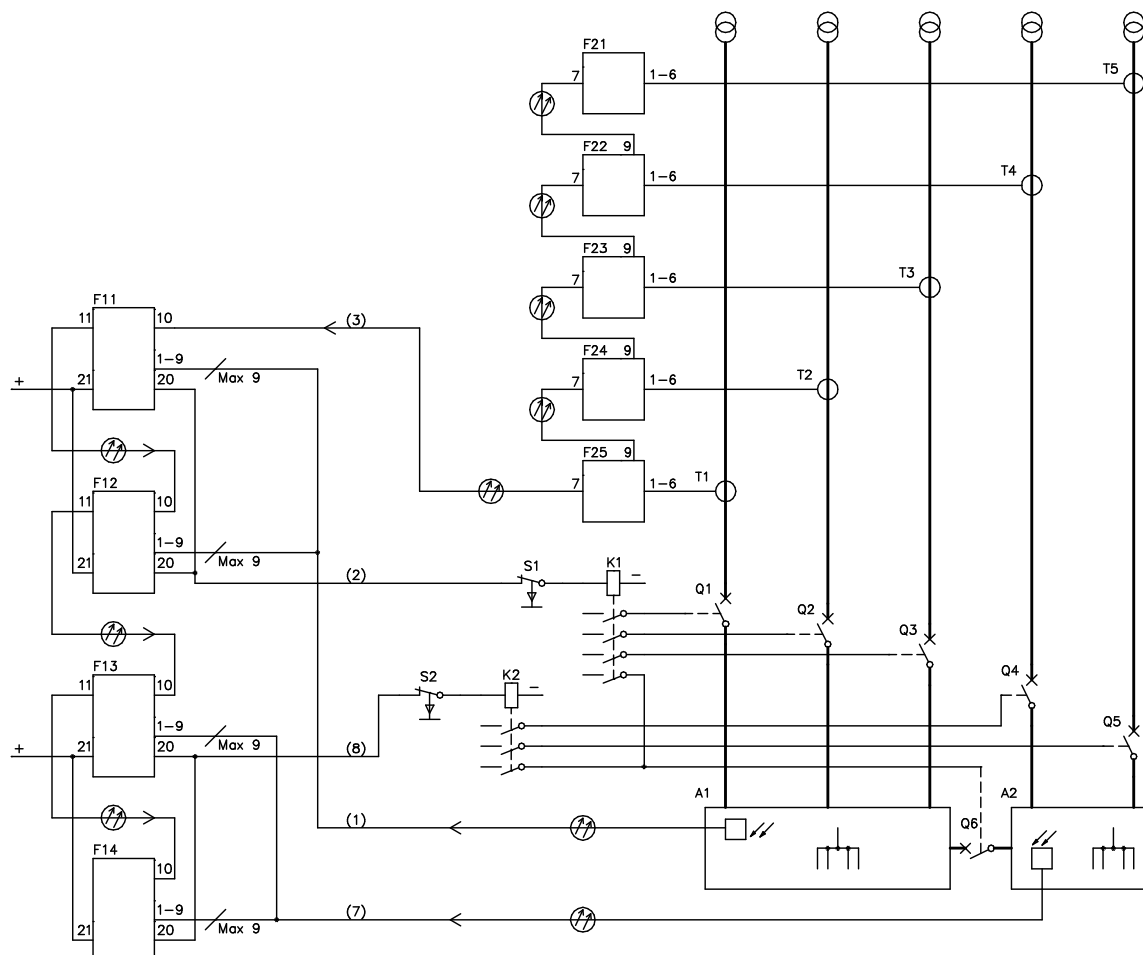 F21
7 1-6 T5
F22 9
7 1-6 T4
F23 9
7 1-6 T3
F11
11 10 (3)
F24 9
1-9
+ 21 20 Max 9
7 1-6 T2
F25 9
7 1-6 T1
F12
11 10
1-9
21 20 Max 9
(2) S1 K1 −
Q1 Q2 Q3
F13
11 10
S2 K2 −
Q4
1-9
+ 21 20 Max 9
(8) Q5
A1 A2
(1) Q6
F14
10
1-9
21 20 Max 9
(7)